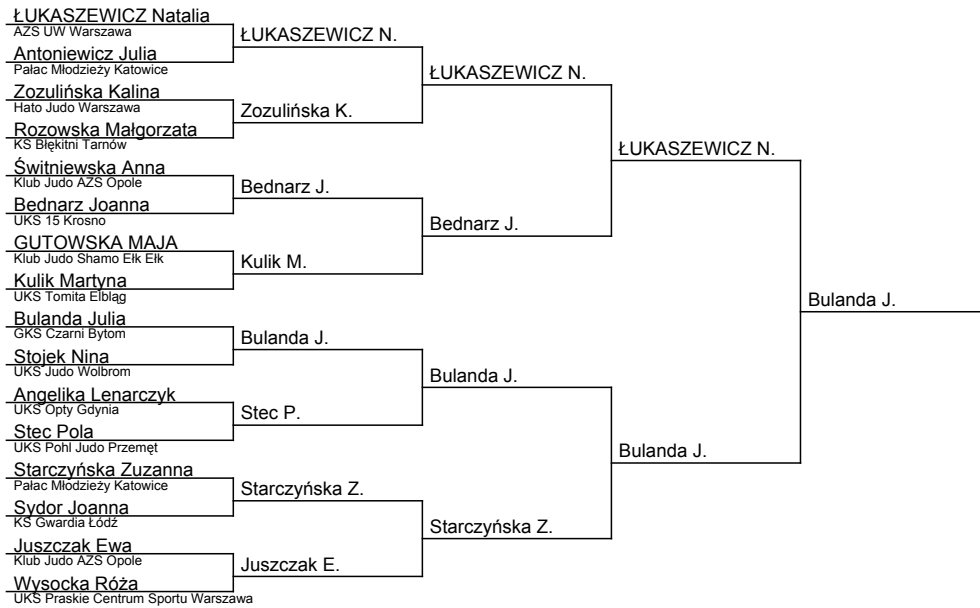 ŁUKASZEWICZ Natalia
AZS UW Warszawa
Antoniewicz Julia
Pałac Młodzieży Katowice
Zozulińska Kalina
Hato Judo Warszawa
Rozowska Małgorzata
KS Błękitni Tarnów
Świtniewska Anna
Klub Judo AZS Opole
Bednarz Joanna
UKS 15 Krosno
GUTOWSKA MAJA
Klub Judo Shamo Ełk Ełk
Kulik Martyna
UKS Tomita Elbląg
Bulanda Julia
GKS Czarni Bytom
Stojek Nina
UKS Judo Wolbrom
Angelika Lenarczyk
UKS Opty Gdynia
Stec Pola
UKS Pohl Judo Przemęt
Starczyńska Zuzanna
Pałac Młodzieży Katowice
Sydor Joanna
KS Gwardia Łódź
Juszczak Ewa
Klub Judo AZS Opole
Wysocka Róża
UKS Praskie Centrum Sportu Warszawa
ŁUKASZEWICZ N.
Zozulińska K.
Bednarz J.
Kulik M.
Bulanda J.
Stec P.
Starczyńska Z.
Juszczak E.
ŁUKASZEWICZ N.
Bednarz J.
Bulanda J.
Starczyńska Z.
ŁUKASZEWICZ N.
Bulanda J.
Bulanda J.